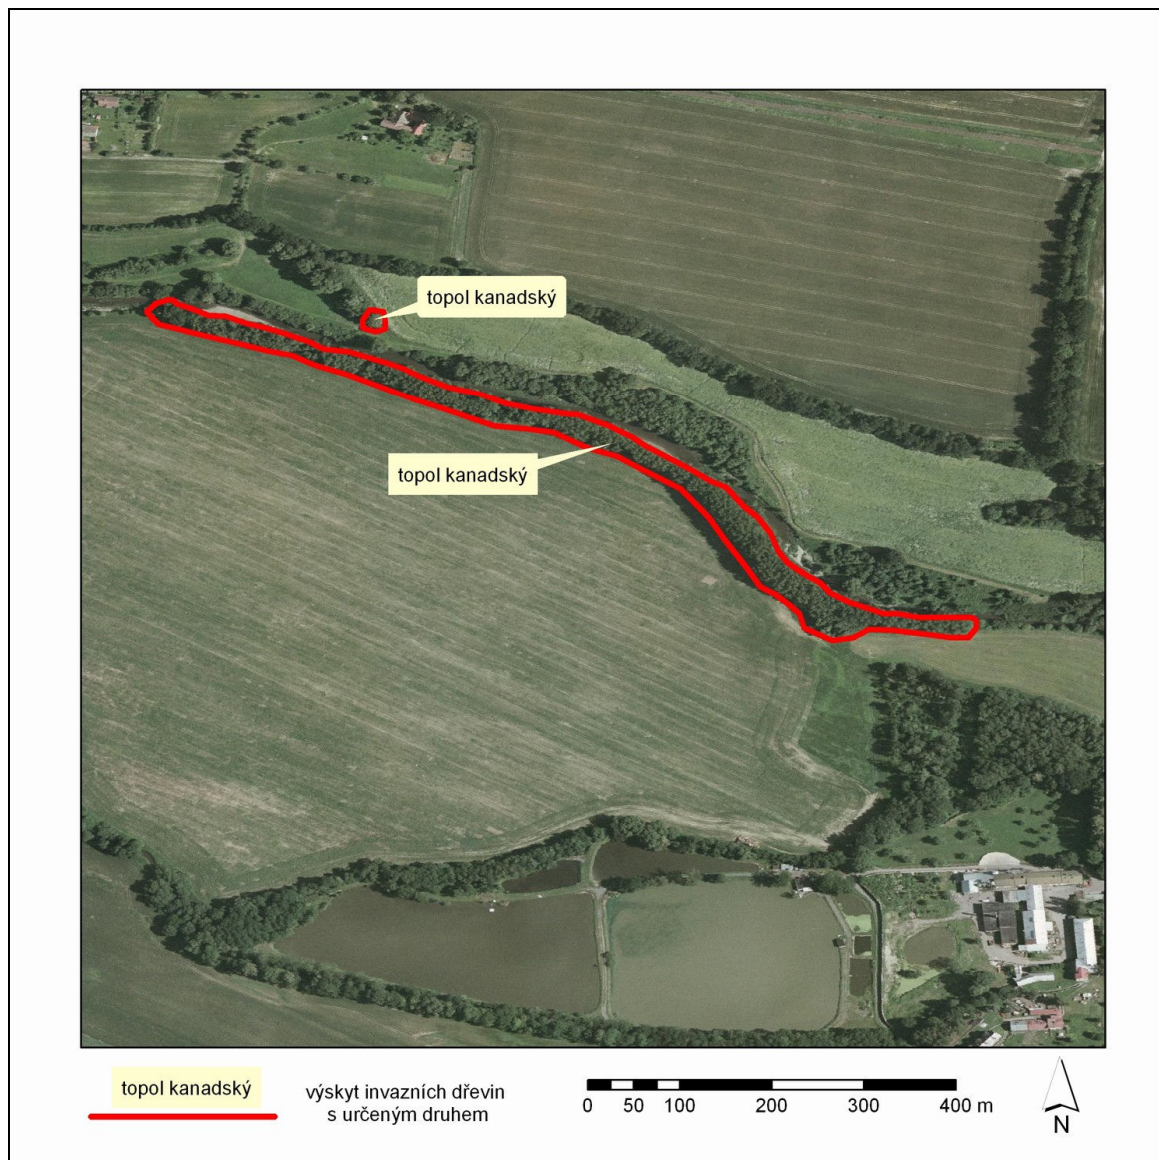 topol kanadský
topol kanadský
topol kanadský
výskyt invazních dřevin
s určeným druhem
0 50 100 200 300 400 m
N